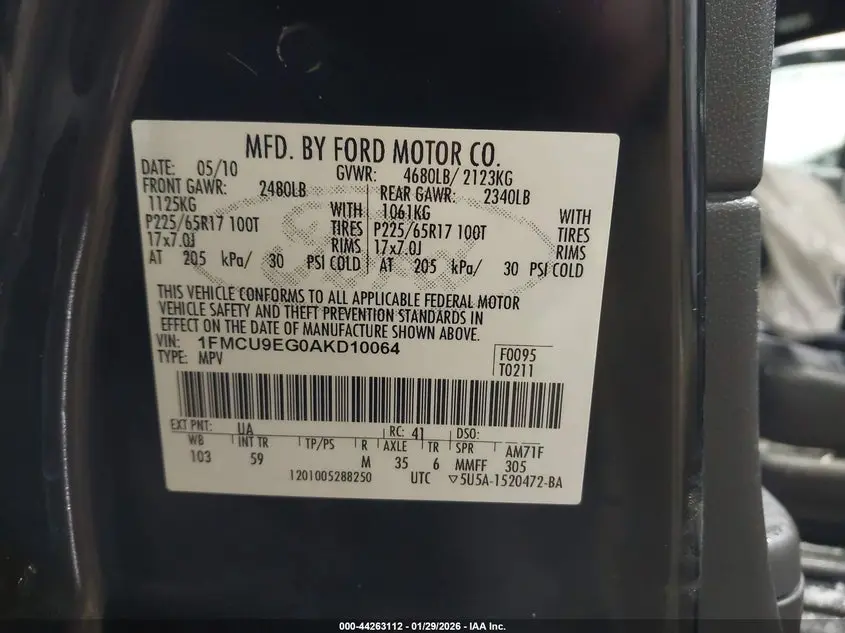 MFD. BY FORD MOTOR CO.
DATE: 05/10 GVWR: 4680LB/ 2123KG
FRONT GAWR: 2480LB REAR GAWR: 2340LB
1125KG WITH 1061KG WITH
P225/65R17 100T TIRES P225/65R17 100T TIRES
17x7.0J RIMS 17x7.0J RIMS
AT 205 kPa/ 30 PSI COLD AT 205 kPa/ 30 PSI COLD
THIS VEHICLE CONFORMS TO ALL APPLICABLE FEDERAL MOTOR
VEHICLE SAFETY AND THEFT PREVENTION STANDARDS IN
EFFECT ON THE DATE OF MANUFACTURE SHOWN ABOVE.
VIN: 1FMCU9EG0AKD10064 F0095
TYPE: MPV T0211
EXT PNT: UA RC: 41 DSO:
WB INT TR TP/PS R AXLE TR SPR AM71F
103 59 M 35 6 MMFF 305
1201005288250 UTC ▽5U5A-1520472-BA
000-44263112 - 01/29/2026 - IAA Inc.